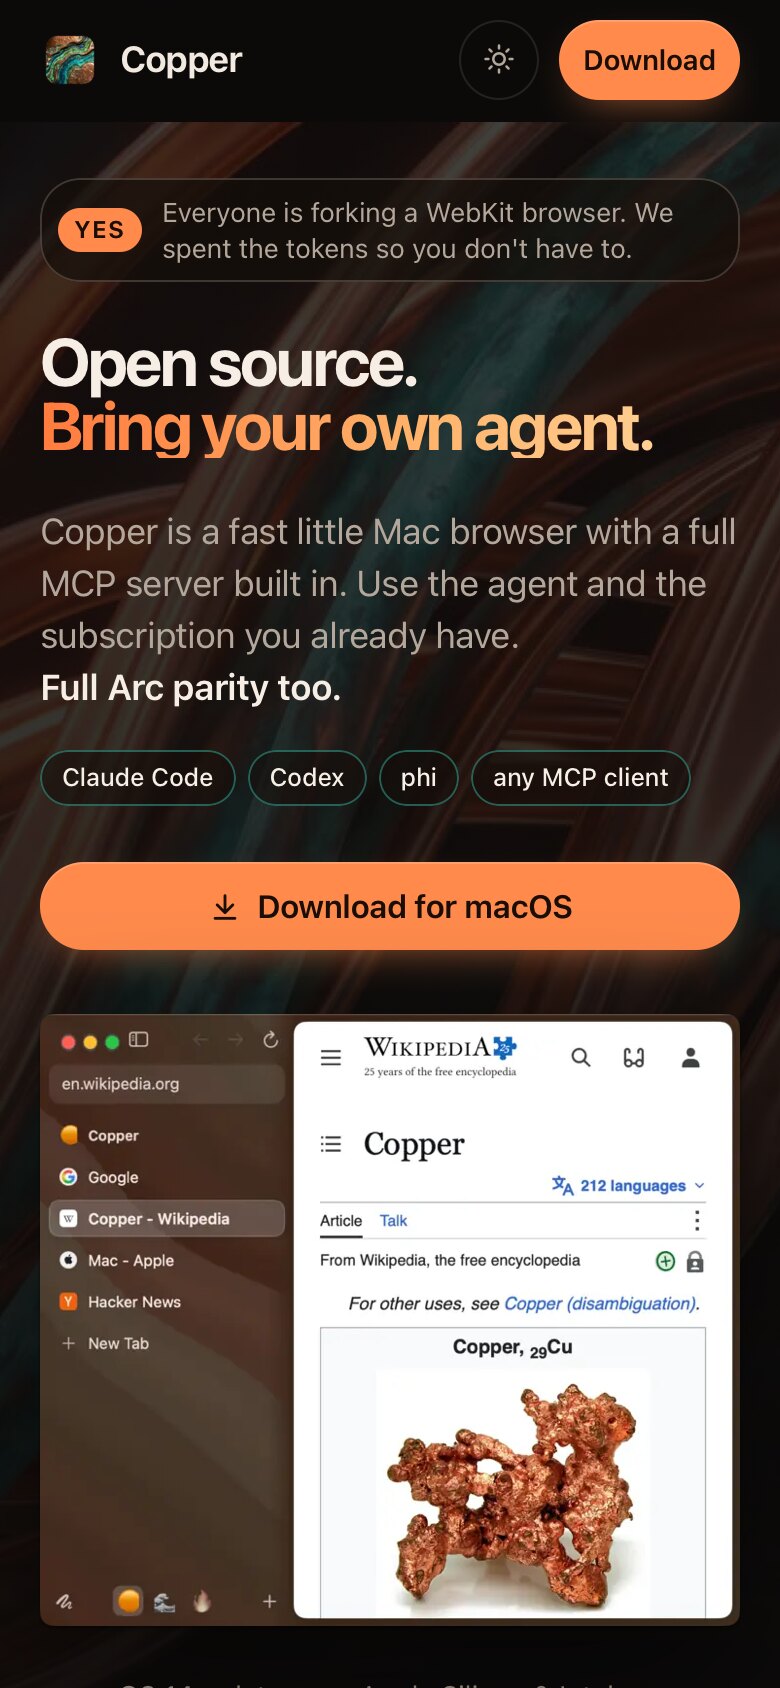 Copper
Download
YES
Everyone is forking a WebKit browser. We
spent the tokens so you don't have to.
Open source.
Bring your own agent.
Copper is a fast little Mac browser with a full
MCP server built in. Use the agent and the
subscription you already have.
Full Arc parity too.
Claude Code
Codex
phi
any MCP client
Download for macOS
en.wikipedia.org
Copper
Google
Copper - Wikipedia
Mac - Apple
Hacker News
New Tab
WIKIPEDIA 25
25 years of the free encyclopedia
Copper
212 languages
Article
Talk
From Wikipedia, the free encyclopedia
For other uses, see Copper (disambiguation).
Copper, 29Cu